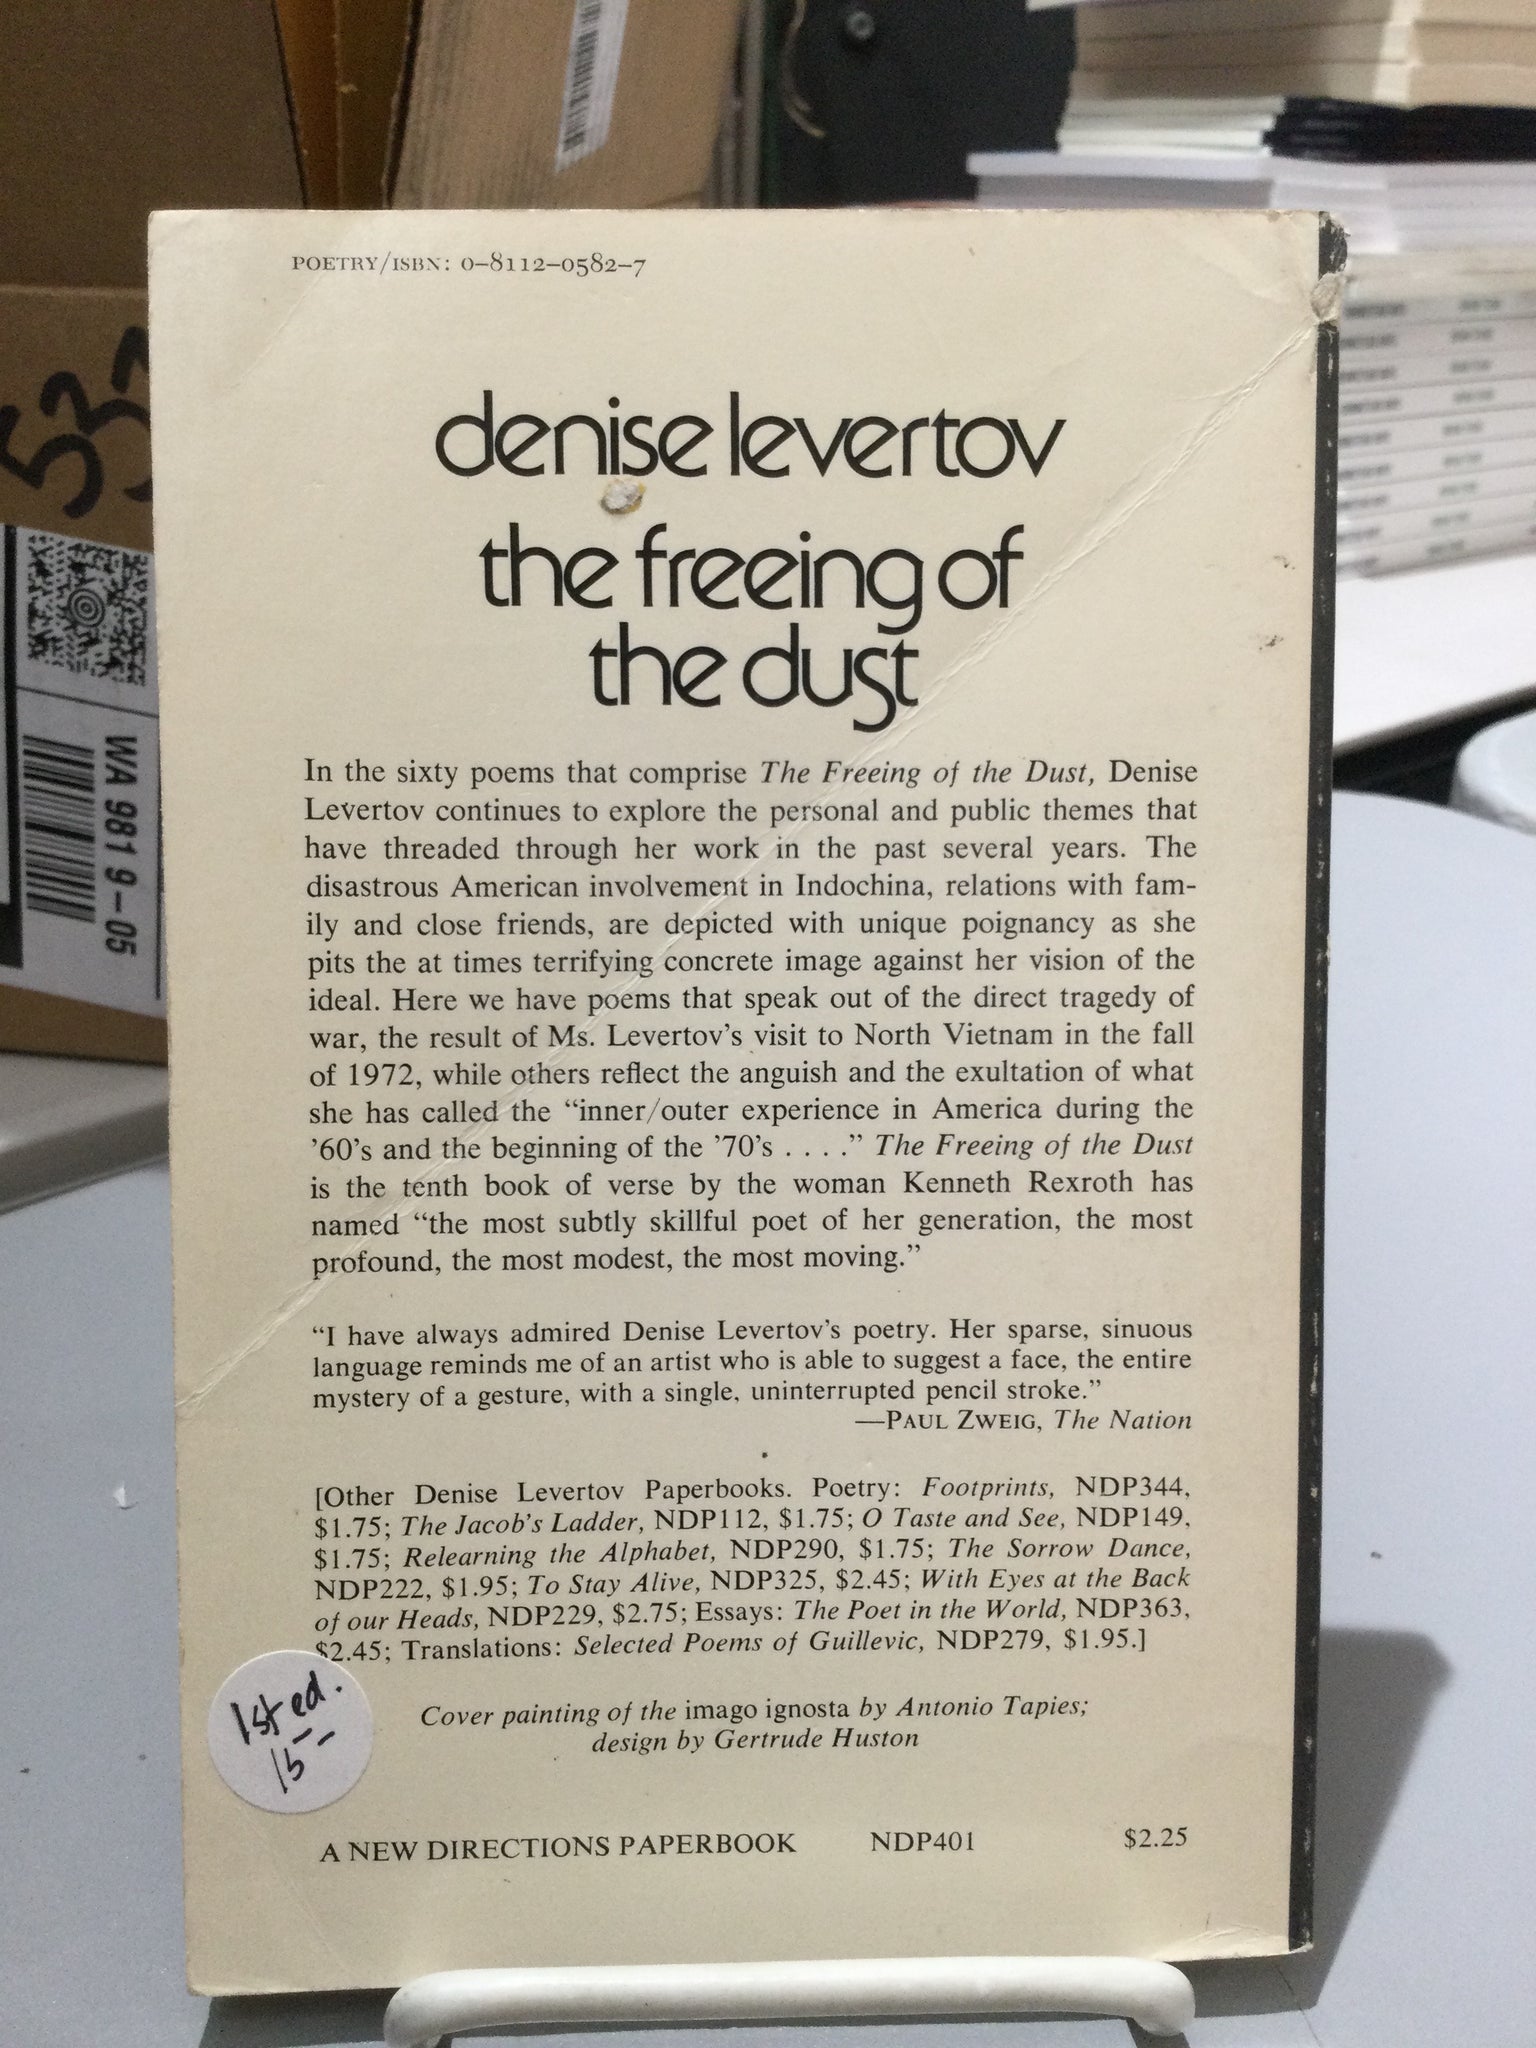 POETRY/ISBN: 0-8112-0582-7
denise levertov
the freeing of
the dust
In the sixty poems that comprise The Freeing of the Dust, Denise
Levertov continues to explore the personal and public themes that
have threaded through her work in the past several years. The
disastrous American involvement in Indochina, relations with fam-
ily and close friends, are depicted with unique poignancy as she
pits the at times terrifying concrete image against her vision of the
ideal. Here we have poems that speak out of the direct tragedy of
war, the result of Ms. Levertov's visit to North Vietnam in the fall
of 1972, while others reflect the anguish and the exultation of what
she has called the “inner/outer experience in America during the
'60's and the beginning of the '70's . . . .” The Freeing of the Dust
is the tenth book of verse by the woman Kenneth Rexroth has
named “the most subtly skillful poet of her generation, the most
profound, the most modest, the most moving.”
“I have always admired Denise Levertov's poetry. Her sparse, sinuous
language reminds me of an artist who is able to suggest a face, the entire
mystery of a gesture, with a single, uninterrupted pencil stroke.”
—PAUL ZWEIG, The Nation
[Other Denise Levertov Paperbooks. Poetry: Footprints, NDP344,
$1.75; The Jacob's Ladder, NDP112, $1.75; O Taste and See, NDP149,
$1.75; Relearning the Alphabet, NDP290, $1.75; The Sorrow Dance,
NDP222, $1.95; To Stay Alive, NDP325, $2.45; With Eyes at the Back
of our Heads, NDP229, $2.75; Essays: The Poet in the World, NDP363,
$2.45; Translations: Selected Poems of Guillevic, NDP279, $1.95.]
Cover painting of the imago ignosta by Antonio Tapies;
design by Gertrude Huston
1st ed.
15-
A NEW DIRECTIONS PAPERBOOK NDP401 $2.25
WA 981 9-05